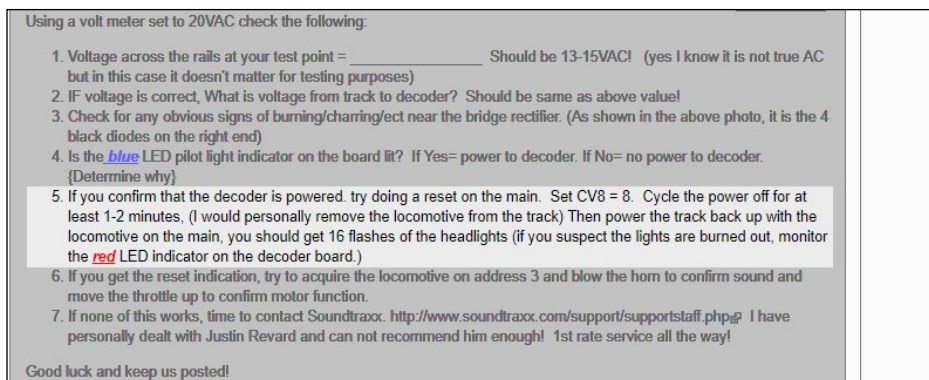 Using a volt meter set to 20VAC check the following:
1. Voltage across the rails at your test point = _________________ Should be 13-15VAC! (yes I know it is not true AC
but in this case it doesn't matter for testing purposes)
2. IF voltage is correct, What is voltage from track to decoder? Should be same as above value!
3. Check for any obvious signs of burning/charring/ect near the bridge rectifier. (As shown in the above photo, it is the 4
black diodes on the right end)
4. Is the blue LED pilot light indicator on the board lit? If Yes= power to decoder. If No= no power to decoder.
{Determine why}
5. If you confirm that the decoder is powered. try doing a reset on the main. Set CV8 = 8. Cycle the power off for at
least 1-2 minutes, (I would personally remove the locomotive from the track) Then power the track back up with the
locomotive on the main, you should get 16 flashes of the headlights (if you suspect the lights are burned out, monitor
the red LED indicator on the decoder board.)
6. If you get the reset indication, try to acquire the locomotive on address 3 and blow the horn to confirm sound and
move the throttle up to confirm motor function.
7. If none of this works, time to contact Soundtraxx. http://www.soundtraxx.com/support/supportstaff.php I have
personally dealt with Justin Revard and can not recommend him enough! 1st rate service all the way!
Good luck and keep us posted!